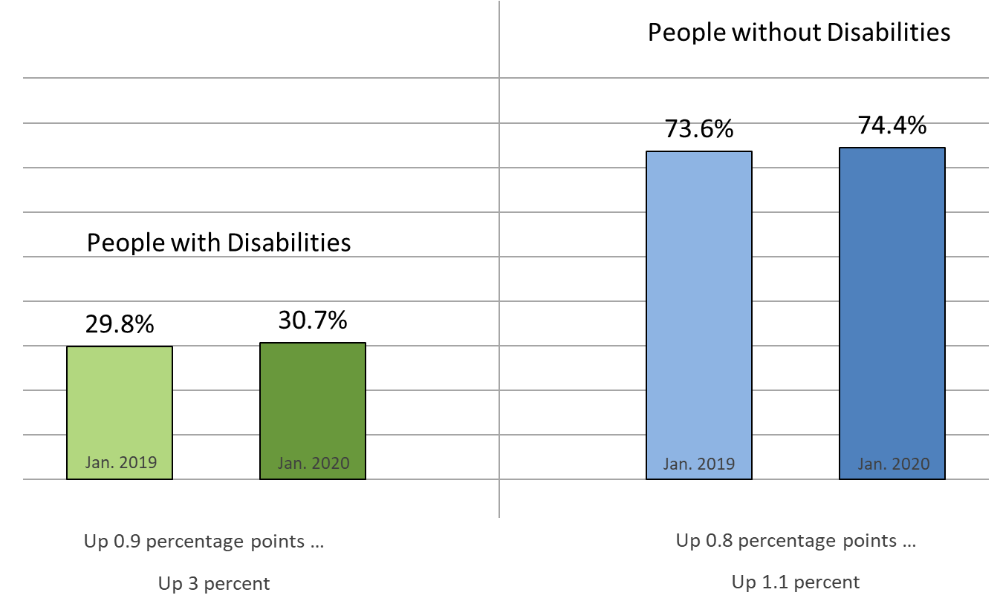 People with Disabilities
29.8%
30.7%
Jan. 2019
Jan. 2020
Up 0.9 percentage points …
Up 3 percent
People without Disabilities
73.6%
74.4%
Jan. 2019
Jan. 2020
Up 0.8 percentage points …
Up 1.1 percent